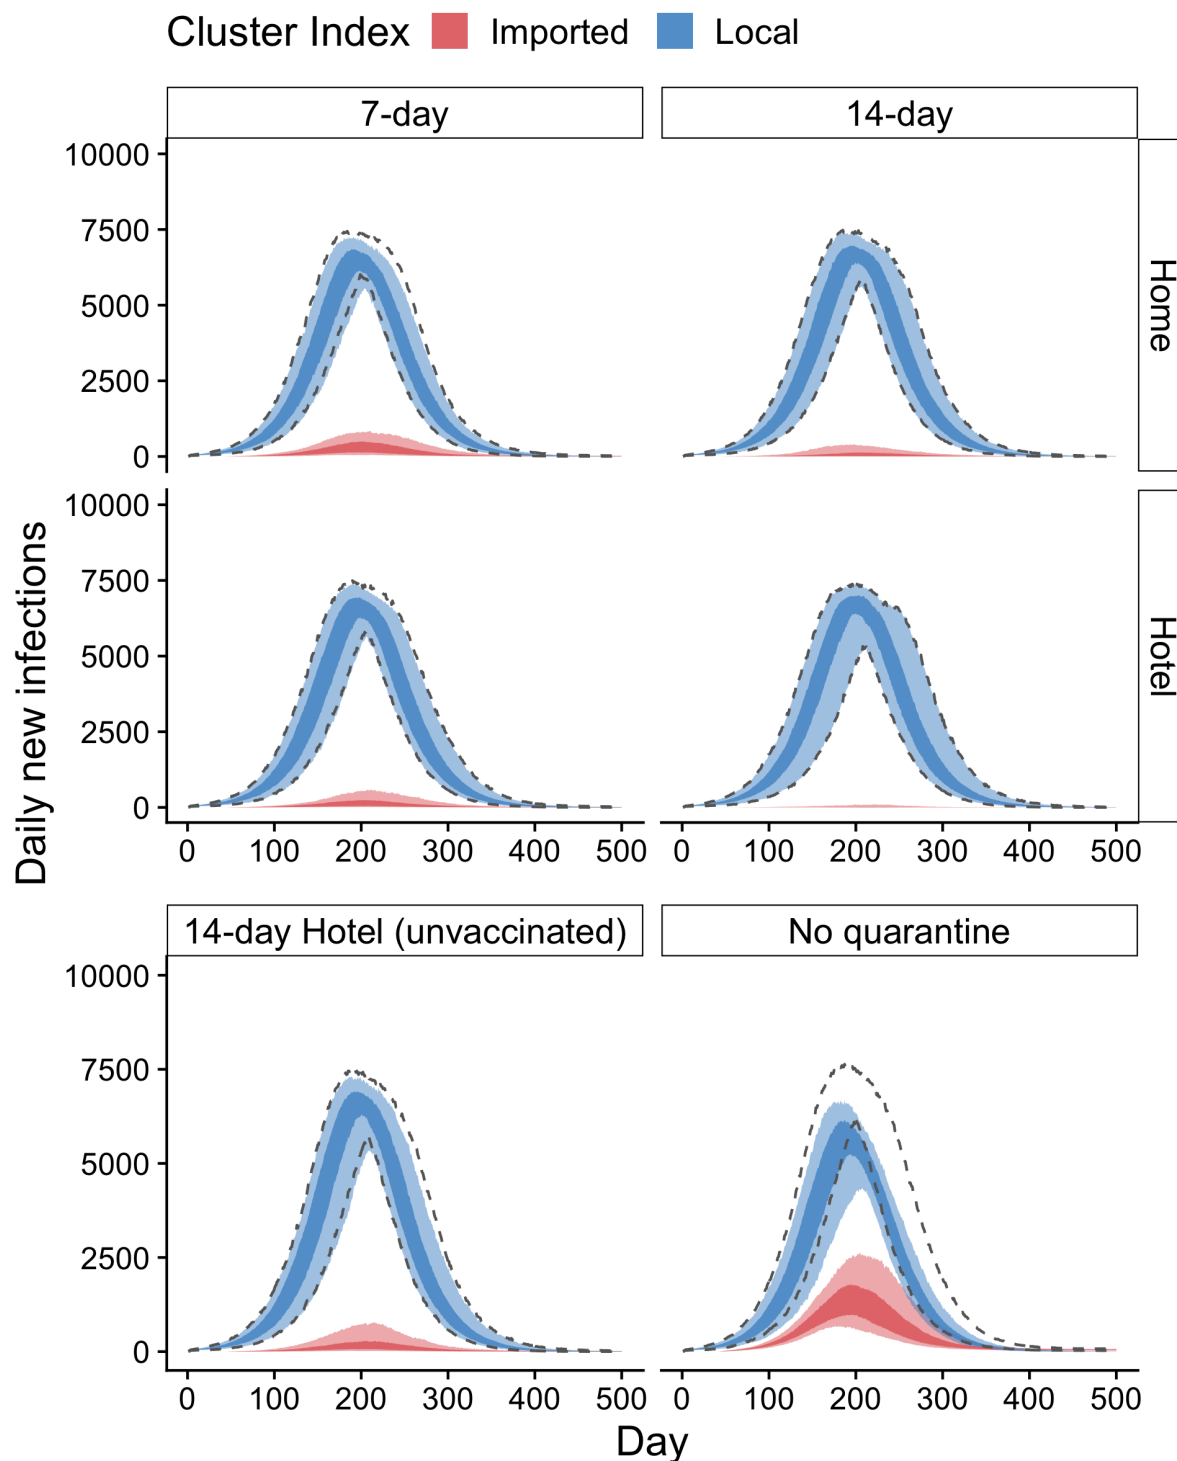 Cluster Index Imported Local
7-day 14-day
10000
7500
5000
2500
0
Home
10000
7500
5000
2500
0
Hotel
Daily new infections
0 100 200 300 400 500 0 100 200 300 400 500
14-day Hotel (unvaccinated) No quarantine
10000
7500
5000
2500
0
0 100 200 300 400 500 0 100 200 300 400 500
Day